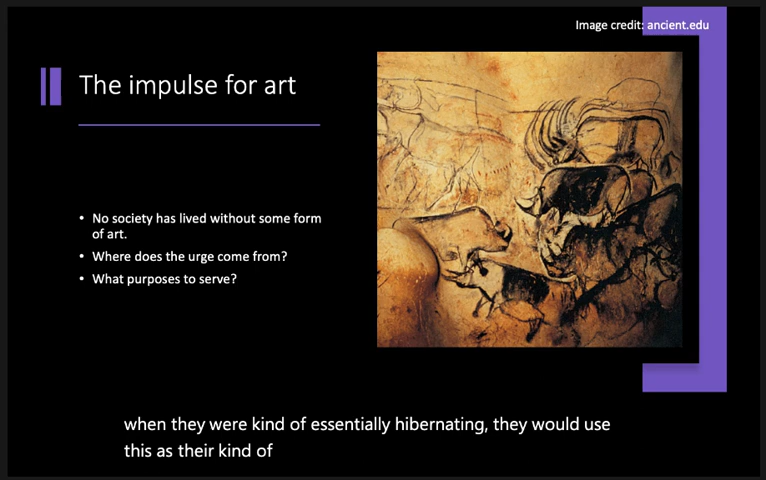 Image credit: ancient.edu
The impulse for art
• No society has lived without some form
of art.
• Where does the urge come from?
• What purposes to serve?
when they were kind of essentially hibernating, they would use
this as their kind of